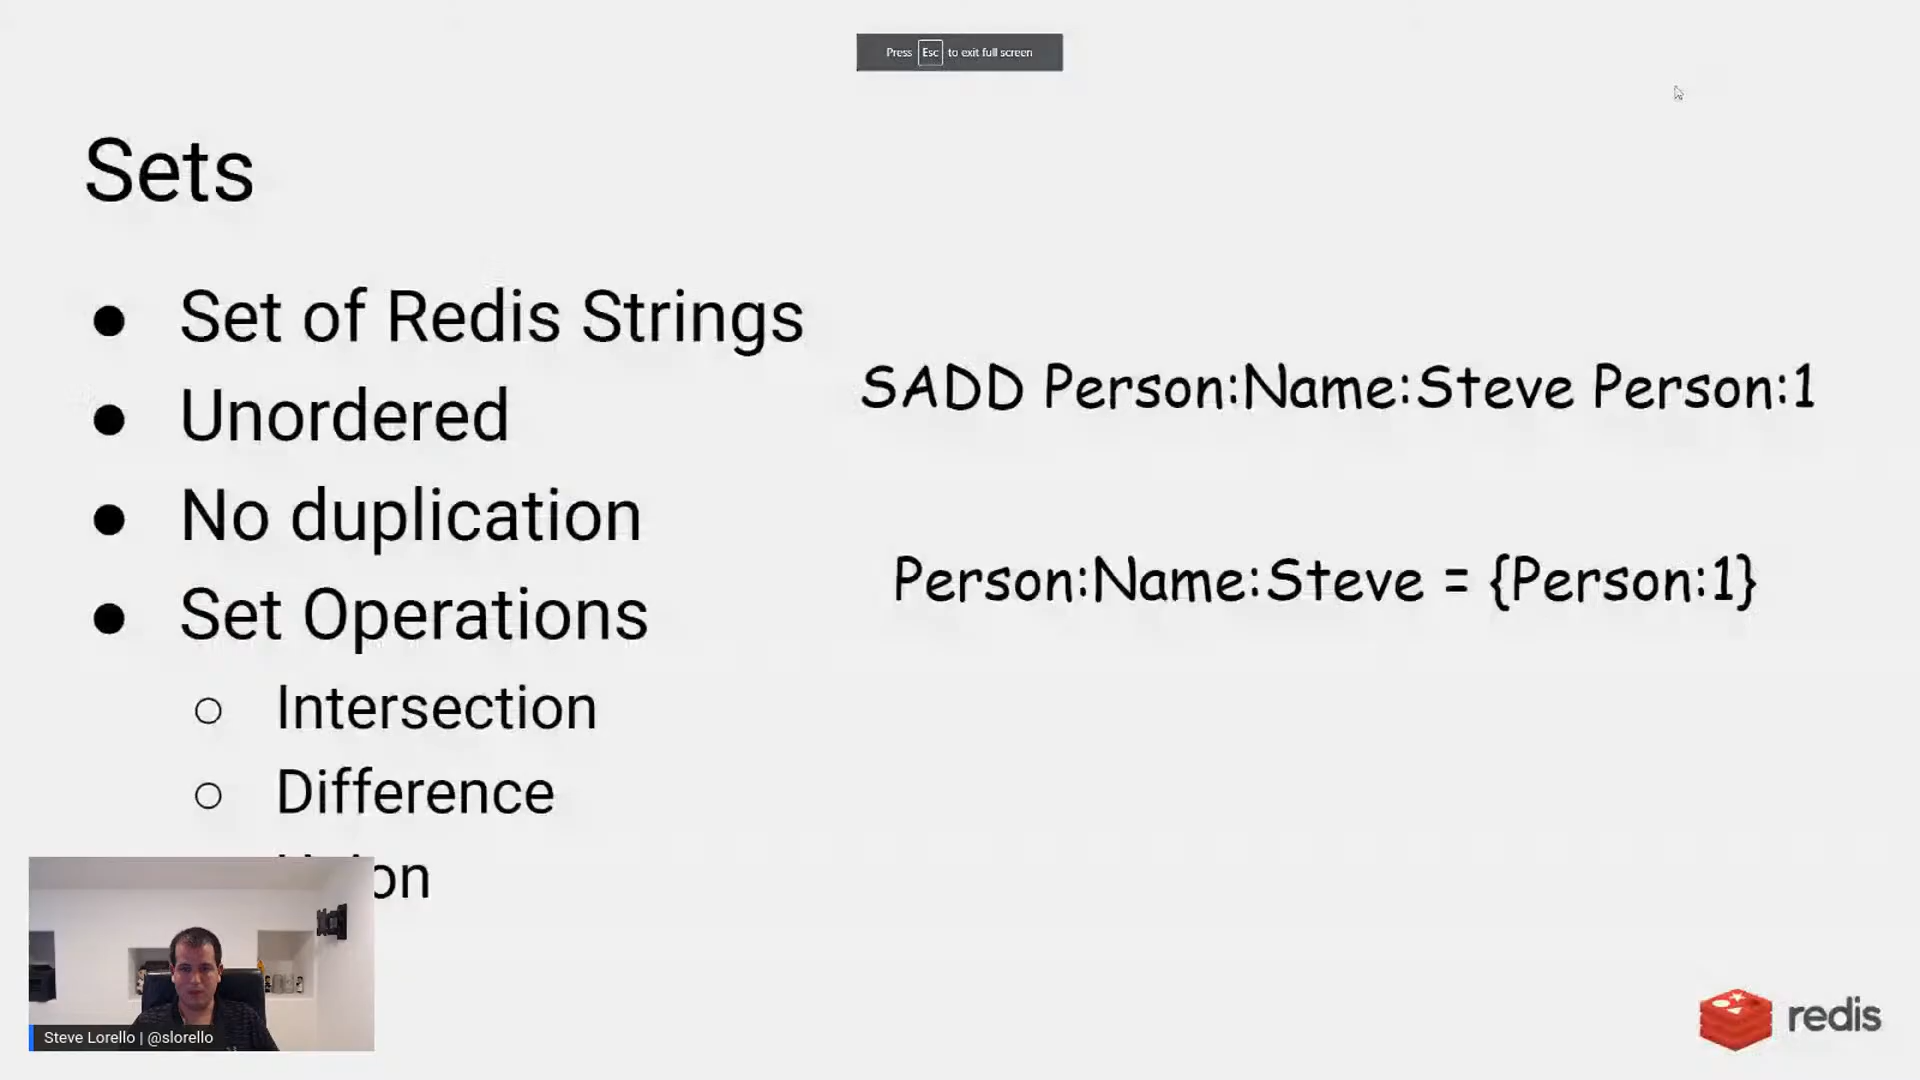 Press Esc to exit full screen
Sets
● Set of Redis Strings
● Unordered
● No duplication
● Set Operations
○ Intersection
○ Difference
SADD Person:Name:Steve Person:1
Person:Name:Steve = {Person:1}
Steve Lorello | @slorello
redis